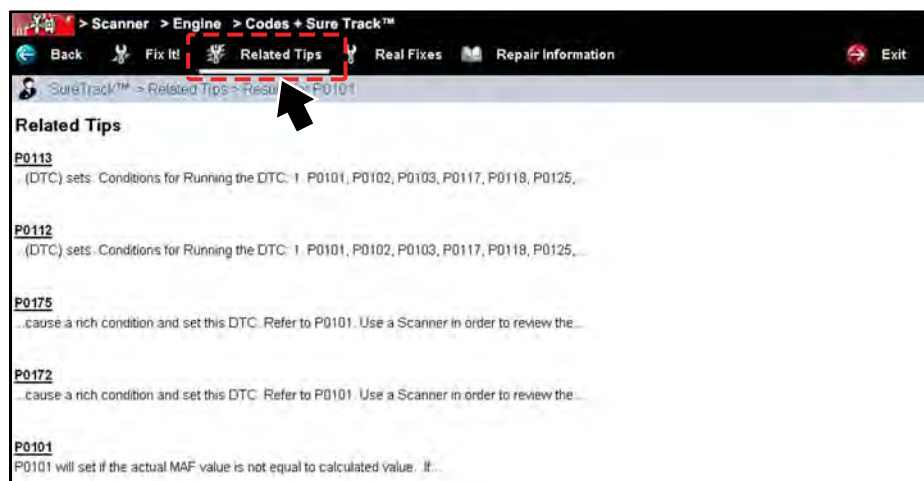 > Scanner > Engine > Codes + Sure Track™
Back Fix It! Related Tips Real Fixes Repair Information Exit
SureTrack™ > Related Tips > Results for P0101
Related Tips
P0113
...(DTC) sets. Conditions for Running the DTC: 1. P0101, P0102, P0103, P0117, P0118, P0125,...
P0112
...(DTC) sets. Conditions for Running the DTC: 1. P0101, P0102, P0103, P0117, P0118, P0125,...
P0175
...cause a rich condition and set this DTC. Refer to P0101. Use a Scanner in order to review the...
P0172
...cause a rich condition and set this DTC. Refer to P0101. Use a Scanner in order to review the...
P0101
P0101 will set if the actual MAF value is not equal to calculated value. If...